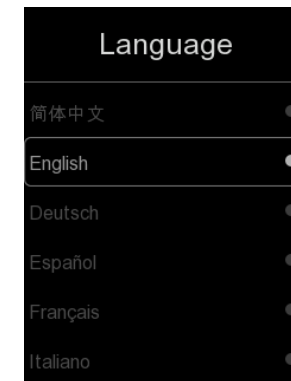 Language
简体中文
English
Deutsch
Español
Français
Italiano